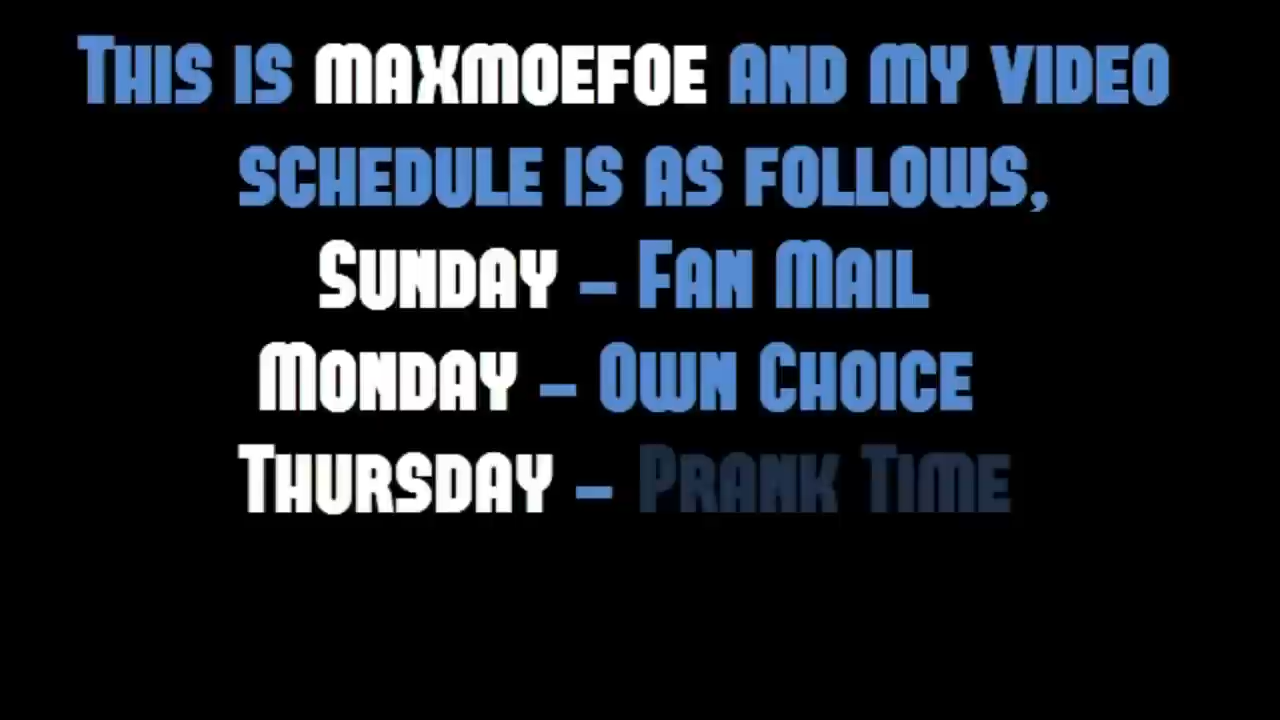 This is maxmoefoe and my video
schedule is as follows,
Sunday - Fan Mail
Monday - Own Choice
Thursday - Prank Time